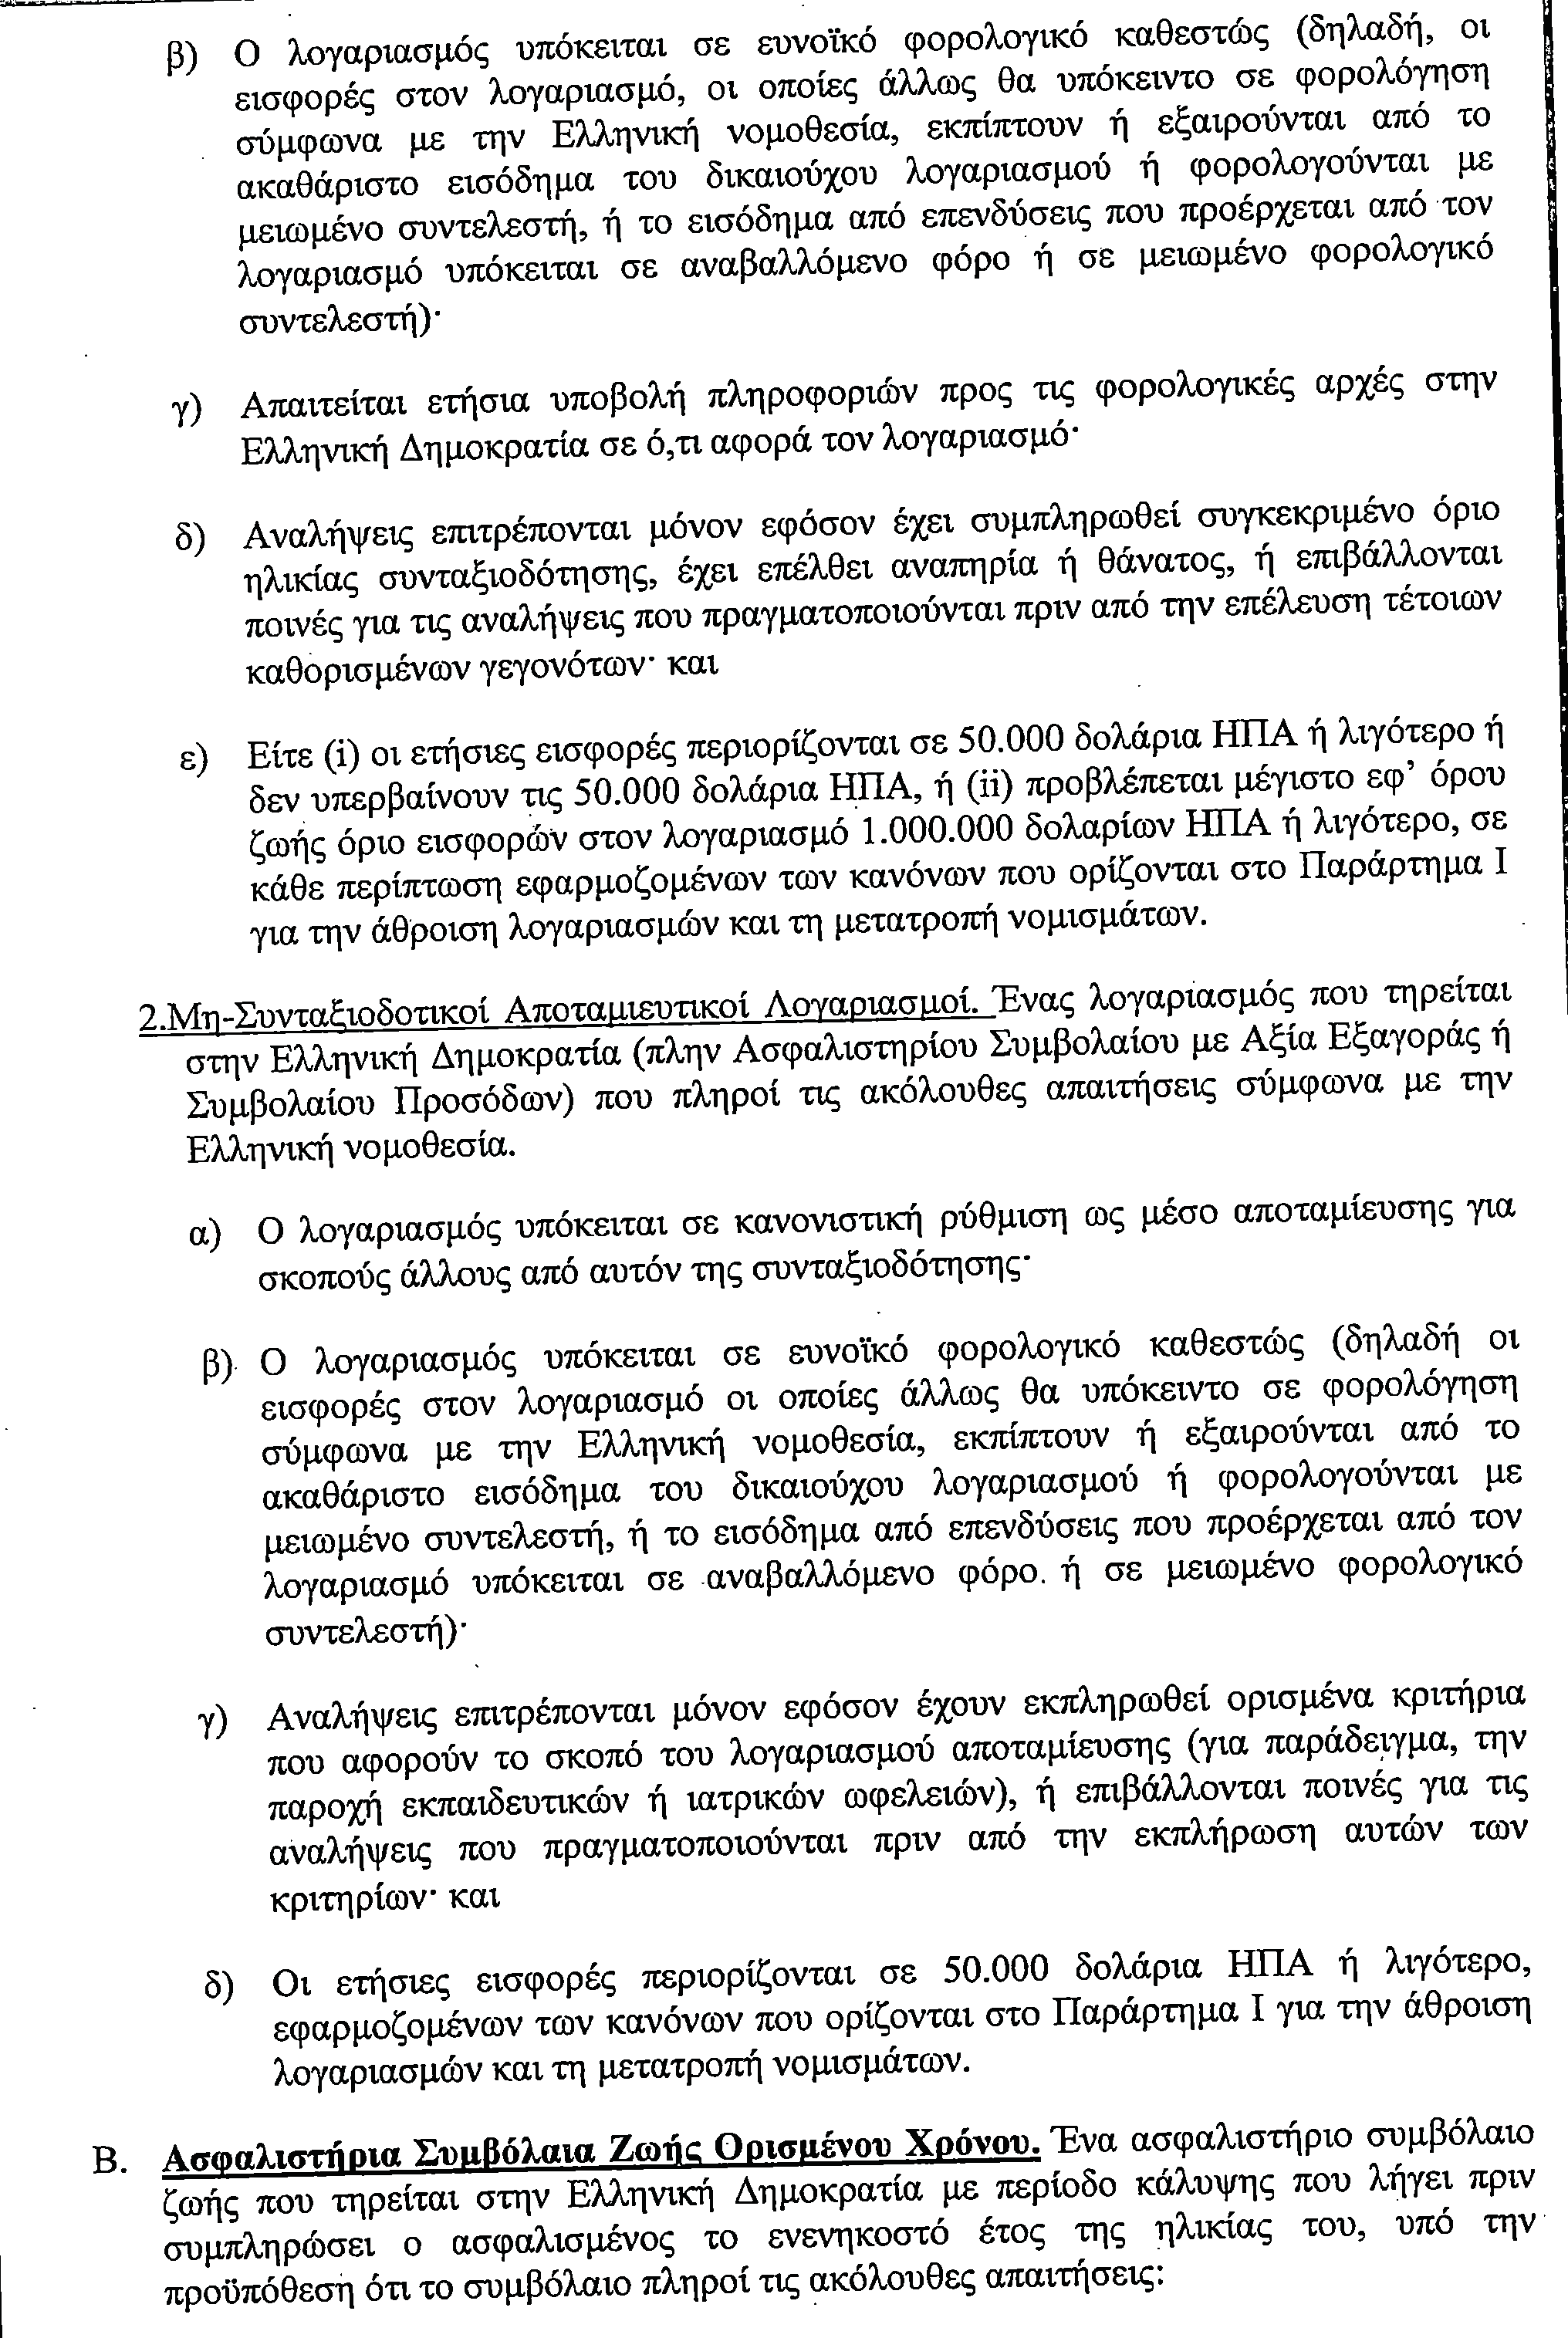 β) Ο λογαριασμός υπόκειται σε ευνοϊκό φορολογικό καθεστώς (δηλαδή, οι
εισφορές στον λογαριασμό, οι οποίες άλλως θα υπόκειντο σε φορολόγηση
σύμφωνα με την Ελληνική νομοθεσία, εκπίπτουν ή εξαιρούνται από το
ακαθάριστο εισόδημα του δικαιούχου λογαριασμού ή φορολογούνται με
μειωμένο συντελεστή, ή το εισόδημα από επενδύσεις που προέρχεται από τον
λογαριασμό υπόκειται σε αναβαλλόμενο φόρο ή σε μειωμένο φορολογικό
συντελεστή)·
γ) Απαιτείται ετήσια υποβολή πληροφοριών προς τις φορολογικές αρχές στην
Ελληνική Δημοκρατία σε ό,τι αφορά τον λογαριασμό·
δ) Αναλήψεις επιτρέπονται μόνον εφόσον έχει συμπληρωθεί συγκεκριμένο όριο
ηλικίας συνταξιοδότησης, έχει επέλθει αναπηρία ή θάνατος, ή επιβάλλονται
ποινές για τις αναλήψεις που πραγματοποιούνται πριν από την επέλευση τέτοιων
καθορισμένων γεγονότων· και
ε) Είτε (i) οι ετήσιες εισφορές περιορίζονται σε 50.000 δολάρια ΗΠΑ ή λιγότερο ή
δεν υπερβαίνουν τις 50.000 δολάρια ΗΠΑ, ή (ii) προβλέπεται μέγιστο εφ’ όρου
ζωής όριο εισφορών στον λογαριασμό 1.000.000 δολαρίων ΗΠΑ ή λιγότερο, σε
κάθε περίπτωση εφαρμοζομένων των κανόνων που ορίζονται στο Παράρτημα Ι
για την άθροιση λογαριασμών και τη μετατροπή νομισμάτων.
2.Μη-Συνταξιοδοτικοί Αποταμιευτικοί Λογαριασμοί. Ένας λογαριασμός που τηρείται
στην Ελληνική Δημοκρατία (πλην Ασφαλιστηρίου Συμβολαίου με Αξία Εξαγοράς ή
Συμβολαίου Προσόδων) που πληροί τις ακόλουθες απαιτήσεις σύμφωνα με την
Ελληνική νομοθεσία.
α) Ο λογαριασμός υπόκειται σε κανονιστική ρύθμιση ως μέσο αποταμίευσης για
σκοπούς άλλους από αυτόν της συνταξιοδότησης·
β) Ο λογαριασμός υπόκειται σε ευνοϊκό φορολογικό καθεστώς (δηλαδή οι
εισφορές στον λογαριασμό οι οποίες άλλως θα υπόκειντο σε φορολόγηση
σύμφωνα με την Ελληνική νομοθεσία, εκπίπτουν ή εξαιρούνται από το
ακαθάριστο εισόδημα του δικαιούχου λογαριασμού ή φορολογούνται με
μειωμένο συντελεστή, ή το εισόδημα από επενδύσεις που προέρχεται από τον
λογαριασμό υπόκειται σε αναβαλλόμενο φόρο. ή σε μειωμένο φορολογικό
συντελεστή)·
γ) Αναλήψεις επιτρέπονται μόνον εφόσον έχουν εκπληρωθεί ορισμένα κριτήρια
που αφορούν το σκοπό του λογαριασμού αποταμίευσης (για παράδειγμα, την
παροχή εκπαιδευτικών ή ιατρικών ωφελειών), ή επιβάλλονται ποινές για τις
αναλήψεις που πραγματοποιούνται πριν από την εκπλήρωση αυτών των
κριτηρίων· και
δ) Οι ετήσιες εισφορές περιορίζονται σε 50.000 δολάρια ΗΠΑ ή λιγότερο,
εφαρμοζομένων των κανόνων που ορίζονται στο Παράρτημα Ι για την άθροιση
λογαριασμών και τη μετατροπή νομισμάτων.
Β. Ασφαλιστήρια Συμβόλαια Ζωής Ορισμένου Χρόνου. Ένα ασφαλιστήριο συμβόλαιο
ζωής που τηρείται στην Ελληνική Δημοκρατία με περίοδο κάλυψης που λήγει πριν
συμπληρώσει ο ασφαλισμένος το ενενηκοστό έτος της ηλικίας του, υπό την
προϋπόθεση ότι το συμβόλαιο πληροί τις ακόλουθες απαιτήσεις: